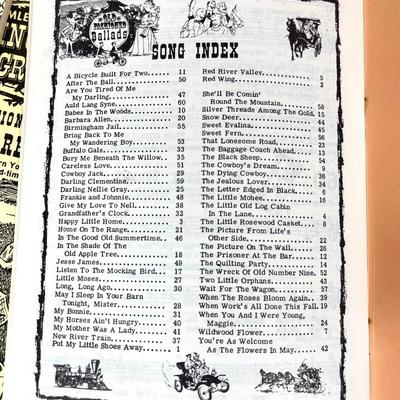 OLD
FASHIONED
Ballads
SONG INDEX
A Bicycle Built For Two........11
After The Ball........50
Are You Tired Of Me
My Darling........47
Auld Lang Syne........60
Babes In The Woods........10
Barbara Allen........20
Birmingham Jail........55
Bring Back To Me
My Wandering Boy........53
Buffalo Gals........33
Bury Me Beneath The Willow....35
Careless Love........51
Cowboy Jack........29
Darling Clementine........59
Darling Nellie Gray........25
Frankie and Johnnie........48
Give My Love To Nell........38
Grandfather's Clock........32
Happy Little Home........3
Home On The Range........21
In The Good Old Summertime...46
In The Shade Of The
Old Apple Tree........18
Jesse James........49
Listen To The Mocking Bird.....17
Little Moses........27
Long, Long Ago........30
May I Sleep In Your Barn
Tonight, Mister........28
My Bonnie........31
My Horses Ain't Hungry........40
My Mother Was A Lady........41
New River Train........37
Put My Little Shoes Away........1
Red River Valley........5
Red Wing........2
She'll Be Comin'
Round The Mountain........58
Silver Threads Among The Gold.15
Snow Deer........44
Sweet Evalina........45
Sweet Fern........56
That Lonesome Road........23
The Baggage Coach Ahead......13
The Black Sheep........54
The Cowboy's Dream........9
The Dying Cowboy........36
The Jealous Lover........34
The Letter Edged In Black......6
The Little Mohee........16
The Little Old Log Cabin
In The Lane........4
The Little Rosewood Casket.....8
The Picture From Life's
Other Side........22
The Picture On The Wall........26
The Prisoner At The Bar........12
The Quilting Party........14
The Wreck Of Old Number Nine.52
Two Little Orphans........43
Wait For The Wagon........57
When The Roses Bloom Again...39
When Work's All Done This Fall.19
When You And I Were Young,
Maggie........24
Wildwood Flower........7
You're As Welcome
As The Flowers In May........42